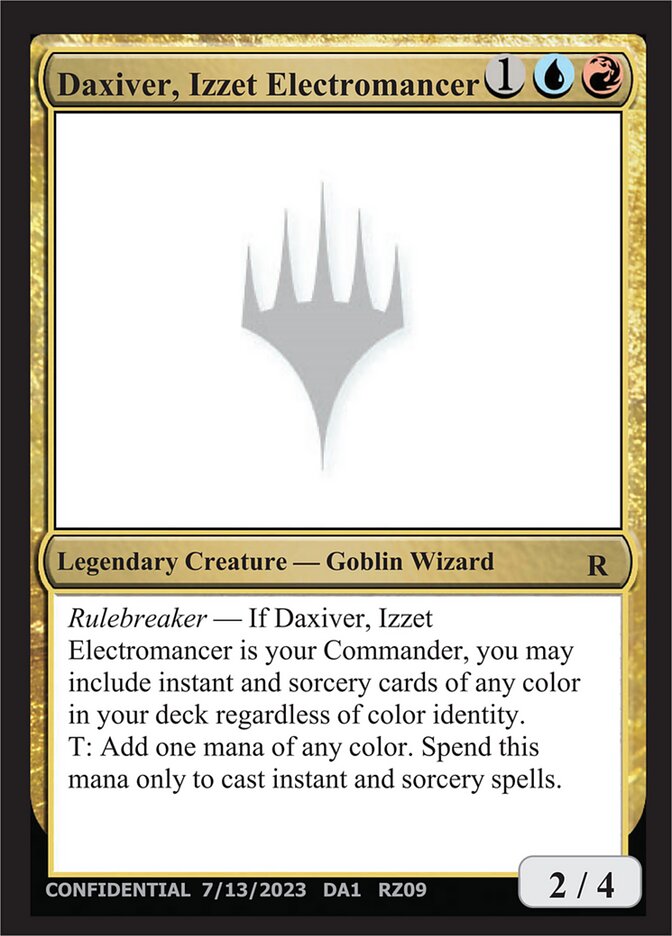 Daxiver, Izzet Electromancer 1
Legendary Creature — Goblin Wizard R
Rulebreaker — If Daxiver, Izzet
Electromancer is your Commander, you may
include instant and sorcery cards of any color
in your deck regardless of color identity.
T: Add one mana of any color. Spend this
mana only to cast instant and sorcery spells.
CONFIDENTIAL 7/13/2023 DA1 RZ09
2 / 4